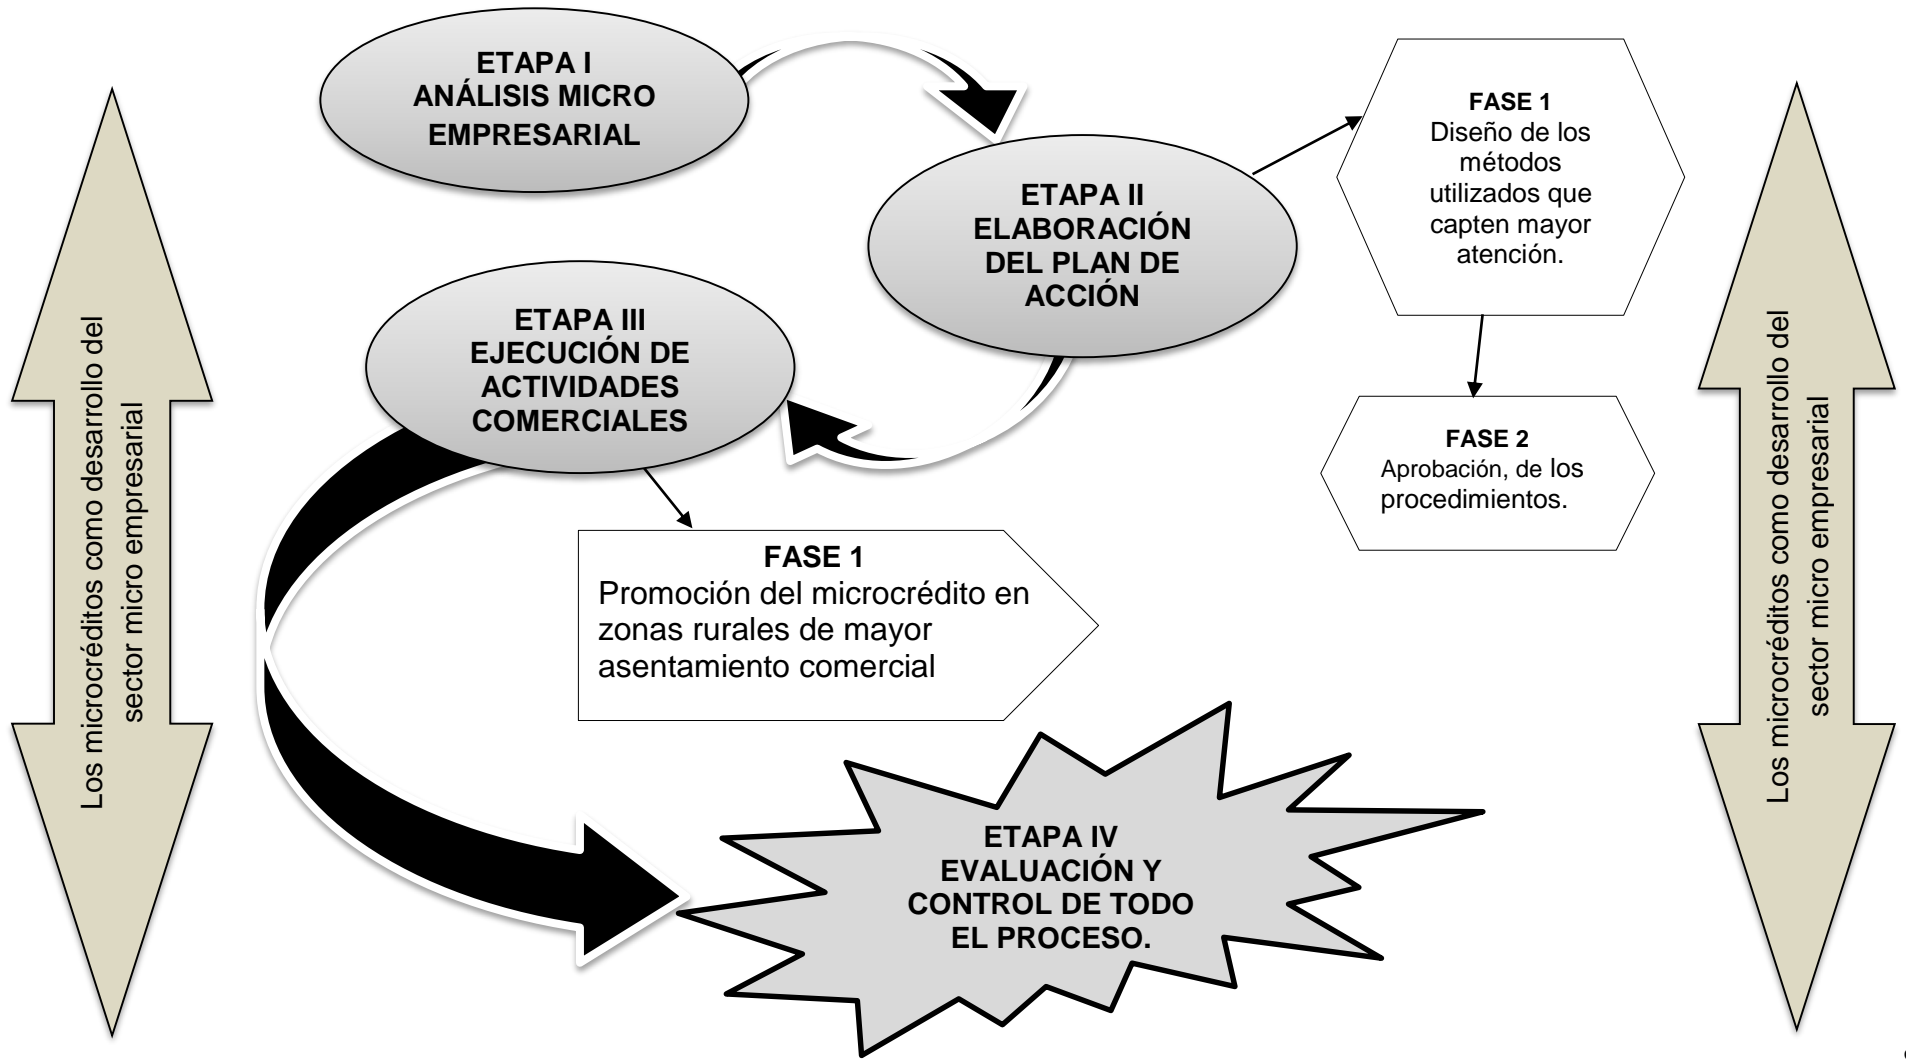 ETAPA I
ANÁLISIS MICRO
EMPRESARIAL
ETAPA II
ELABORACIÓN
DEL PLAN DE
ACCIÓN
FASE 1
Diseño de los
métodos
utilizados que
capten mayor
atención.
FASE 2
Aprobación, de los
procedimientos.
ETAPA III
EJECUCIÓN DE
ACTIVIDADES
COMERCIALES
FASE 1
Promoción del microcrédito en
zonas rurales de mayor
asentamiento comercial
ETAPA IV
EVALUACIÓN Y
CONTROL DE TODO
EL PROCESO.
Los microcréditos como desarrollo del
sector micro empresarial
Los microcréditos como desarrollo del
sector micro empresarial